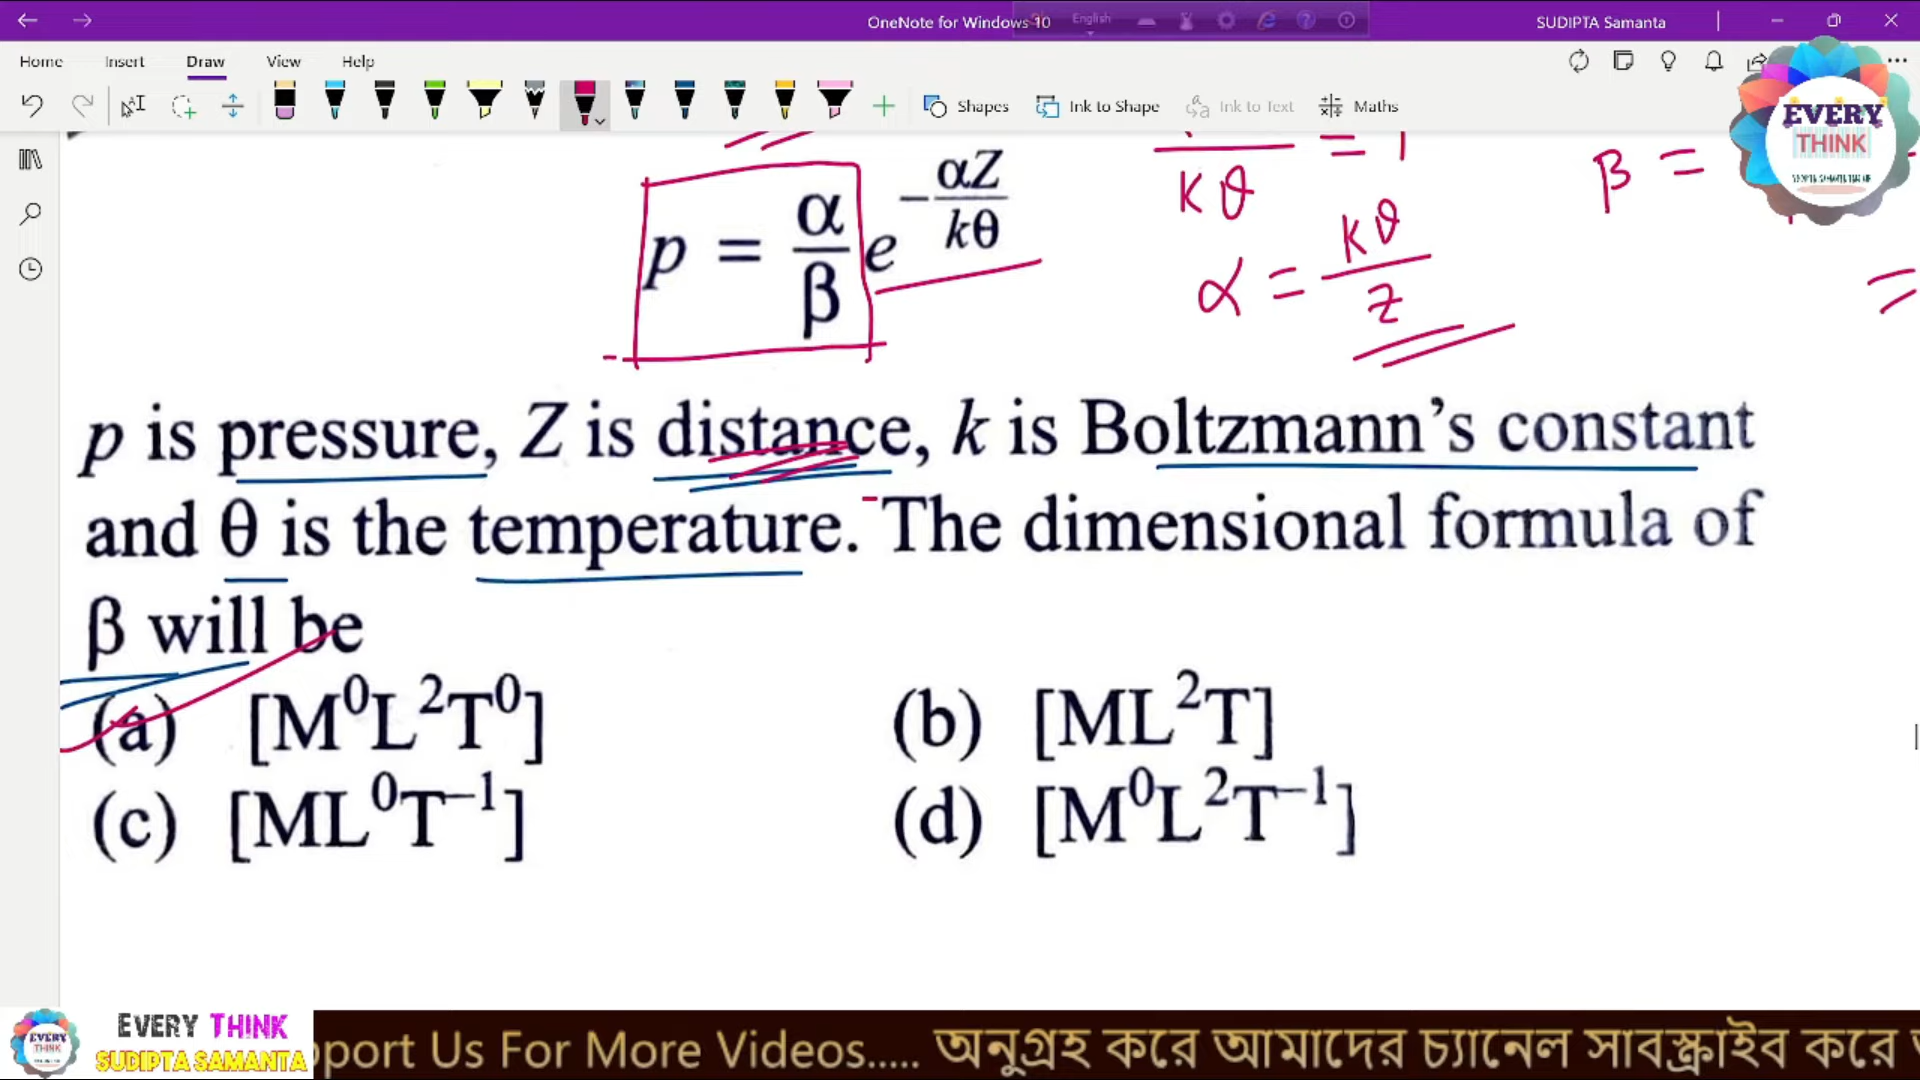 OneNote for Windows 10
English
SUDIPTA Samanta
Home Insert Draw View Help
Shapes Ink to Shape Ink to Text Maths
EVERY
THINK
kθ = 1
β =
p = α/β e^(−αZ/kθ)
α = kθ/z
=
p is pressure, Z is distance, k is Boltzmann's constant
and θ is the temperature. The dimensional formula of
β will be
(a) [M⁰L²T⁰] (b) [ML²T]
(c) [ML⁰T⁻¹] (d) [M⁰L²T⁻¹]
EVERY THINK
SUDIPTA SAMANTA
pport Us For More Videos..... অনুগ্রহ করে আমাদের চ্যানেল সাবস্ক্রাইব করে